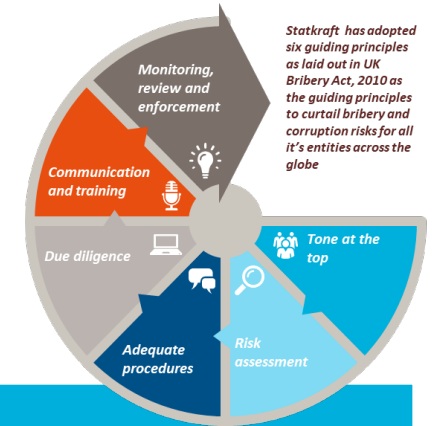 Statkraft has adopted
six guiding principles
as laid out in UK
Bribery Act, 2010 as
the guiding principles
to curtail bribery and
corruption risks for all
it's entities across the
globe
Monitoring,
review and
enforcement
Communication
and training
Due diligence
Adequate
procedures
Risk
assessment
Tone at the
top